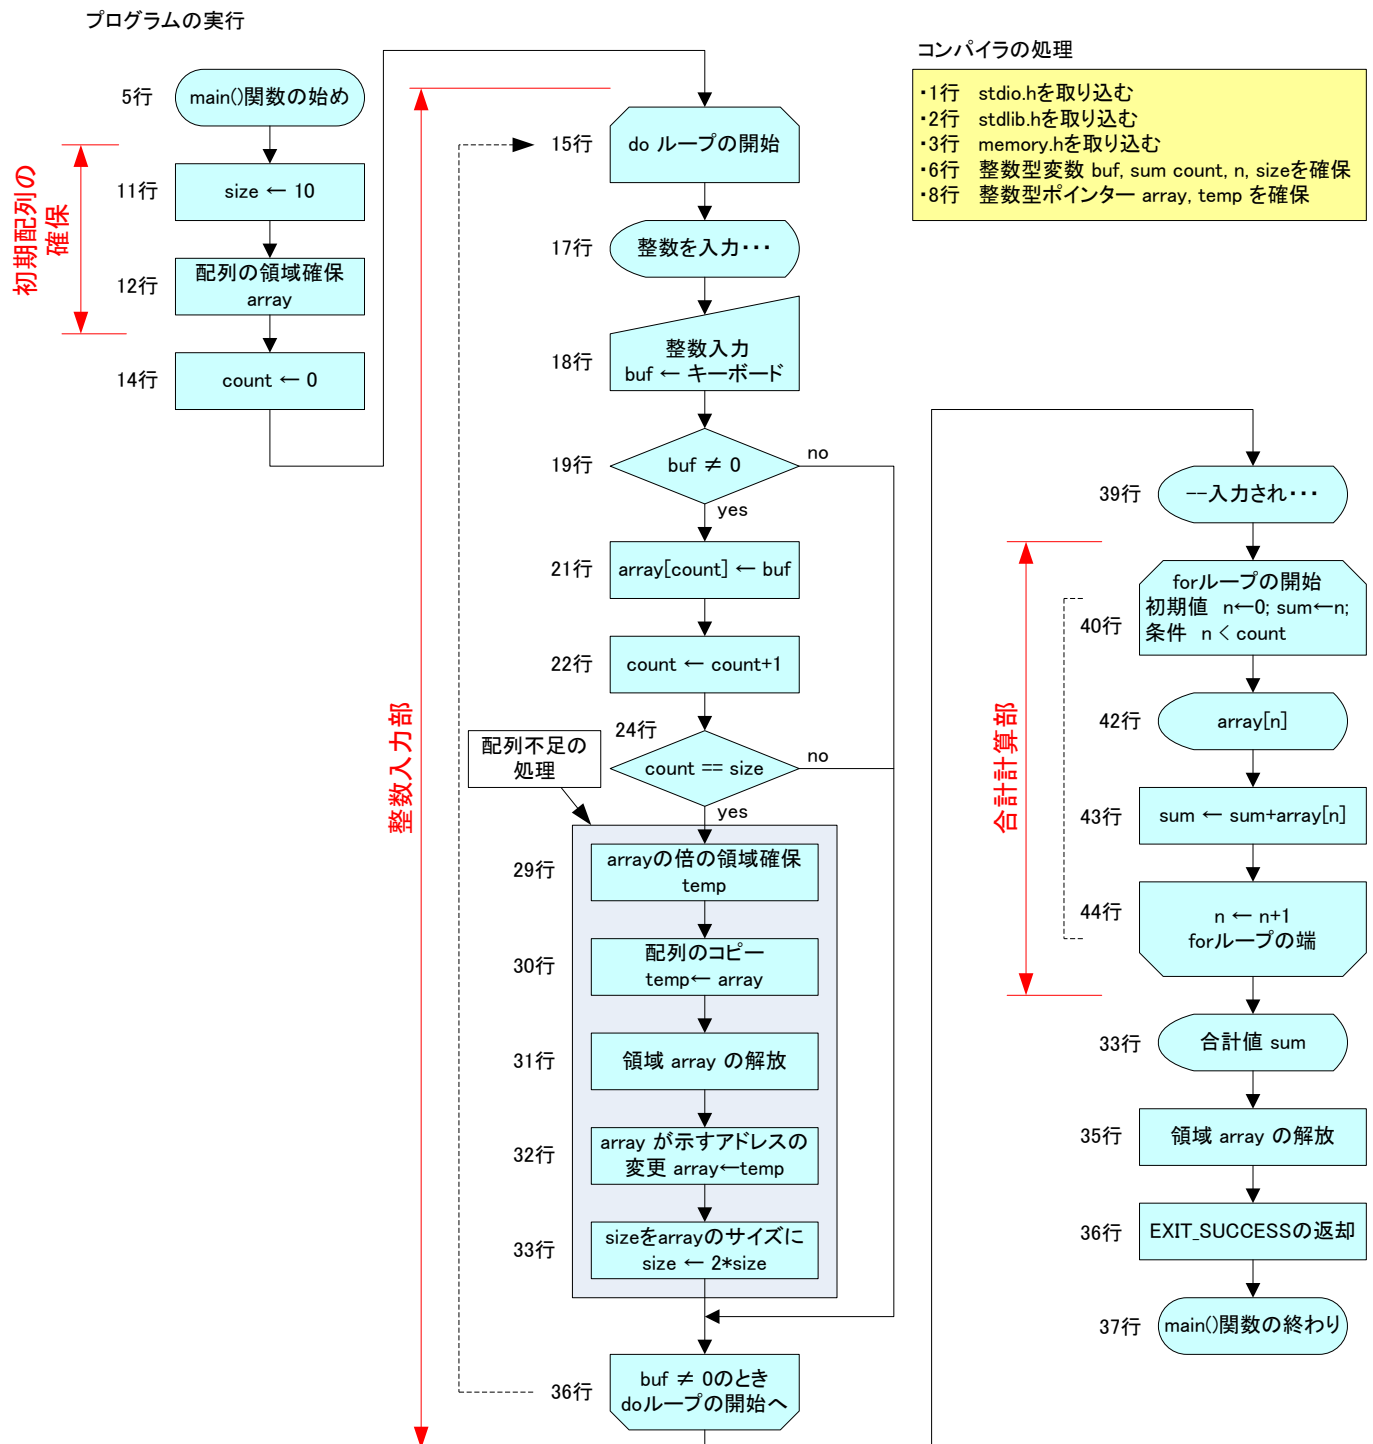 プログラムの実行
5行
main()関数の始め
初期配列の
確保
11行
size ← 10
12行
配列の領域確保
array
14行
count ← 0
整数入力部
15行
do ループの開始
17行
整数を入力・・・
18行
整数入力
buf ← キーボード
19行
buf ≠ 0
no
yes
21行
array[count] ← buf
22行
count ← count+1
24行
count == size
no
yes
配列不足の
処理
29行
arrayの倍の領域確保
temp
30行
配列のコピー
temp← array
31行
領域 array の解放
32行
array が示すアドレスの
変更 array←temp
33行
sizeをarrayのサイズに
size ← 2*size
36行
buf ≠ 0のとき
doループの開始へ
コンパイラの処理
・1行 stdio.hを取り込む
・2行 stdlib.hを取り込む
・3行 memory.hを取り込む
・6行 整数型変数 buf, sum count, n, sizeを確保
・8行 整数型ポインター array, temp を確保
39行
--入力され・・・
合計計算部
40行
forループの開始
初期値 n←0; sum←n;
条件 n < count
42行
array[n]
43行
sum ← sum+array[n]
44行
n ← n+1
forループの端
33行
合計値 sum
35行
領域 array の解放
36行
EXIT_SUCCESSの返却
37行
main()関数の終わり